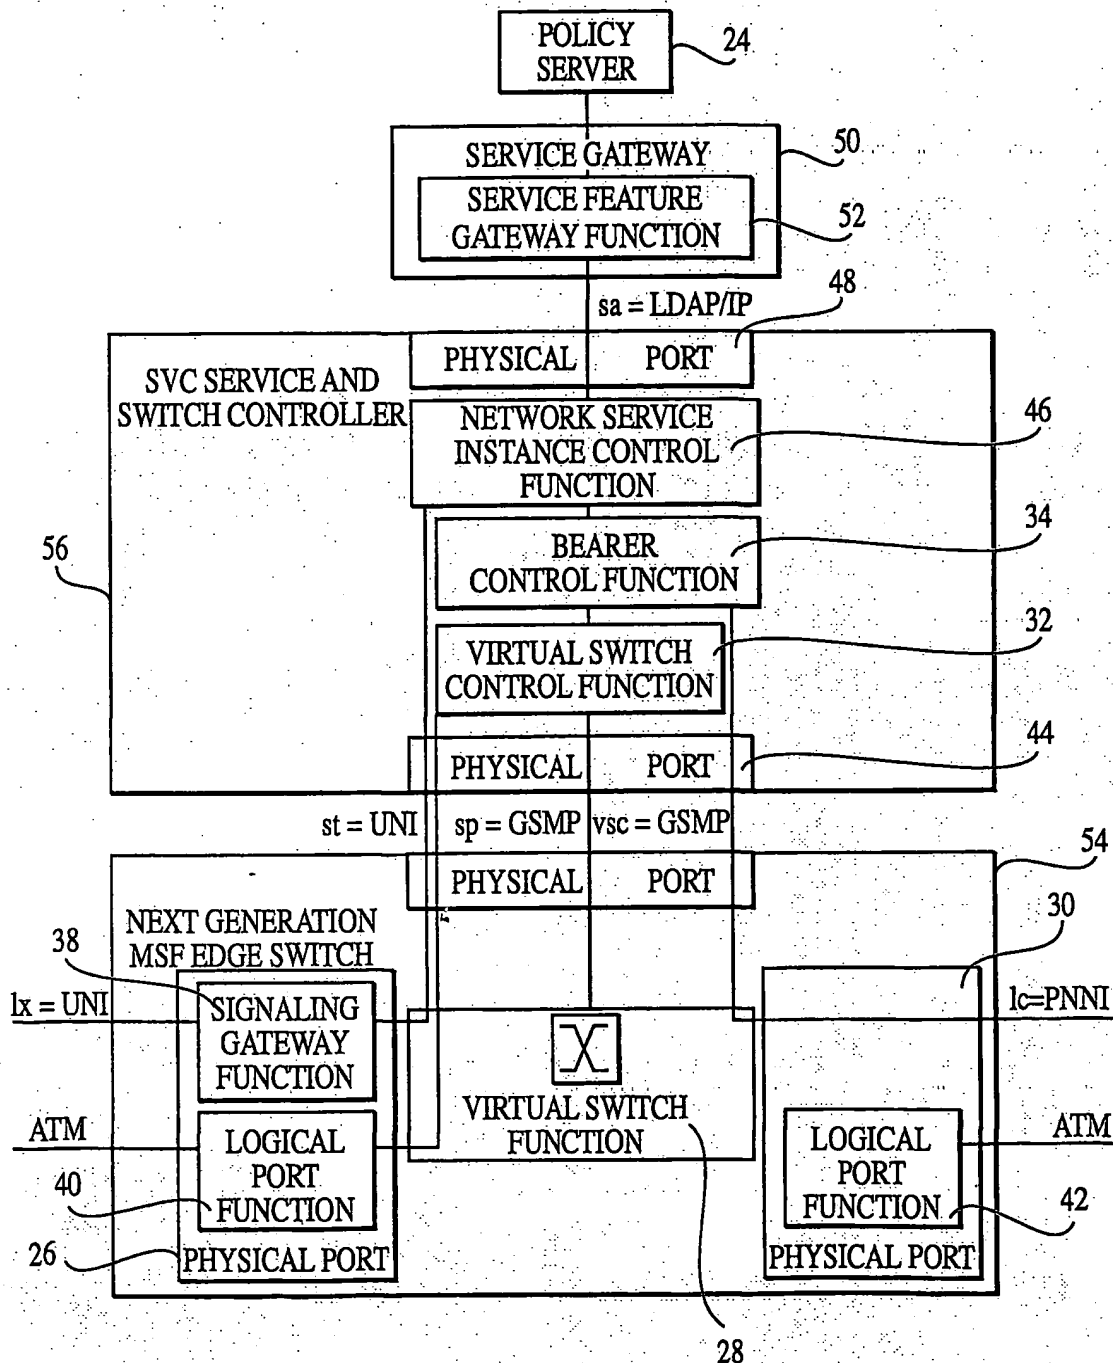 POLICY
SERVER
24
SERVICE GATEWAY
50
SERVICE FEATURE
GATEWAY FUNCTION
52
sa = LDAP/IP
48
PHYSICAL PORT
SVC SERVICE AND
SWITCH CONTROLLER
NETWORK SERVICE
INSTANCE CONTROL
FUNCTION
46
BEARER
CONTROL FUNCTION
34
56
VIRTUAL SWITCH
CONTROL FUNCTION
32
PHYSICAL PORT
44
st = UNI
sp = GSMP
vsc = GSMP
54
PHYSICAL PORT
NEXT GENERATION
MSF EDGE SWITCH
30
38
lx = UNI
SIGNALING
GATEWAY
FUNCTION
lc=PNNI
VIRTUAL SWITCH
FUNCTION
ATM
LOGICAL
PORT
FUNCTION
40
LOGICAL
PORT
FUNCTION
ATM
42
26
PHYSICAL PORT
PHYSICAL PORT
28